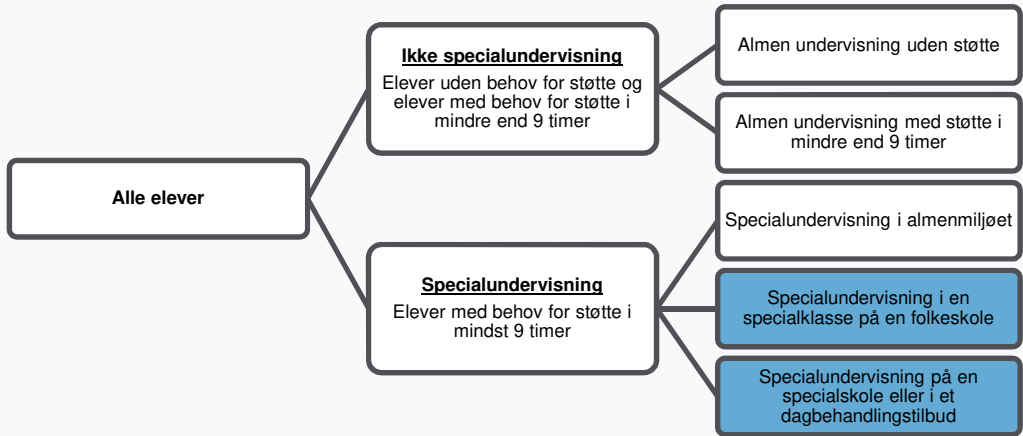 Alle elever
Ikke specialundervisning
Elever uden behov for støtte og
elever med behov for støtte i
mindre end 9 timer
Specialundervisning
Elever med behov for støtte i
mindst 9 timer
Almen undervisning uden støtte
Almen undervisning med støtte i
mindre end 9 timer
Specialundervisning i almenmiljøet
Specialundervisning i en
specialklasse på en folkeskole
Specialundervisning på en
specialskole eller i et
dagbehandlingstilbud